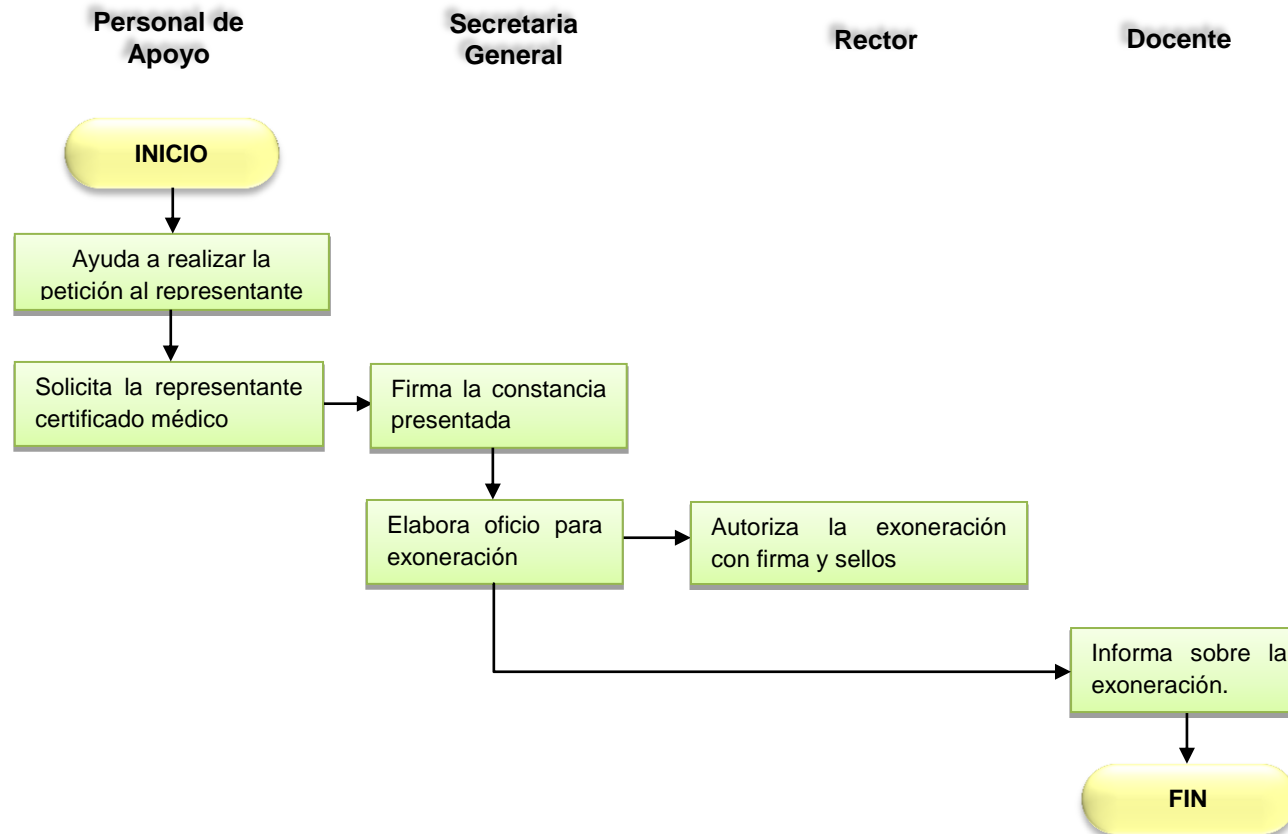 Personal de
Apoyo
Secretaria
General
Rector
Docente
INICIO
Ayuda a realizar la
petición al representante
Solicita la representante
certificado médico
Firma la constancia
presentada
Elabora oficio para
exoneración
Autoriza la exoneración
con firma y sellos
Informa sobre la
exoneración.
FIN